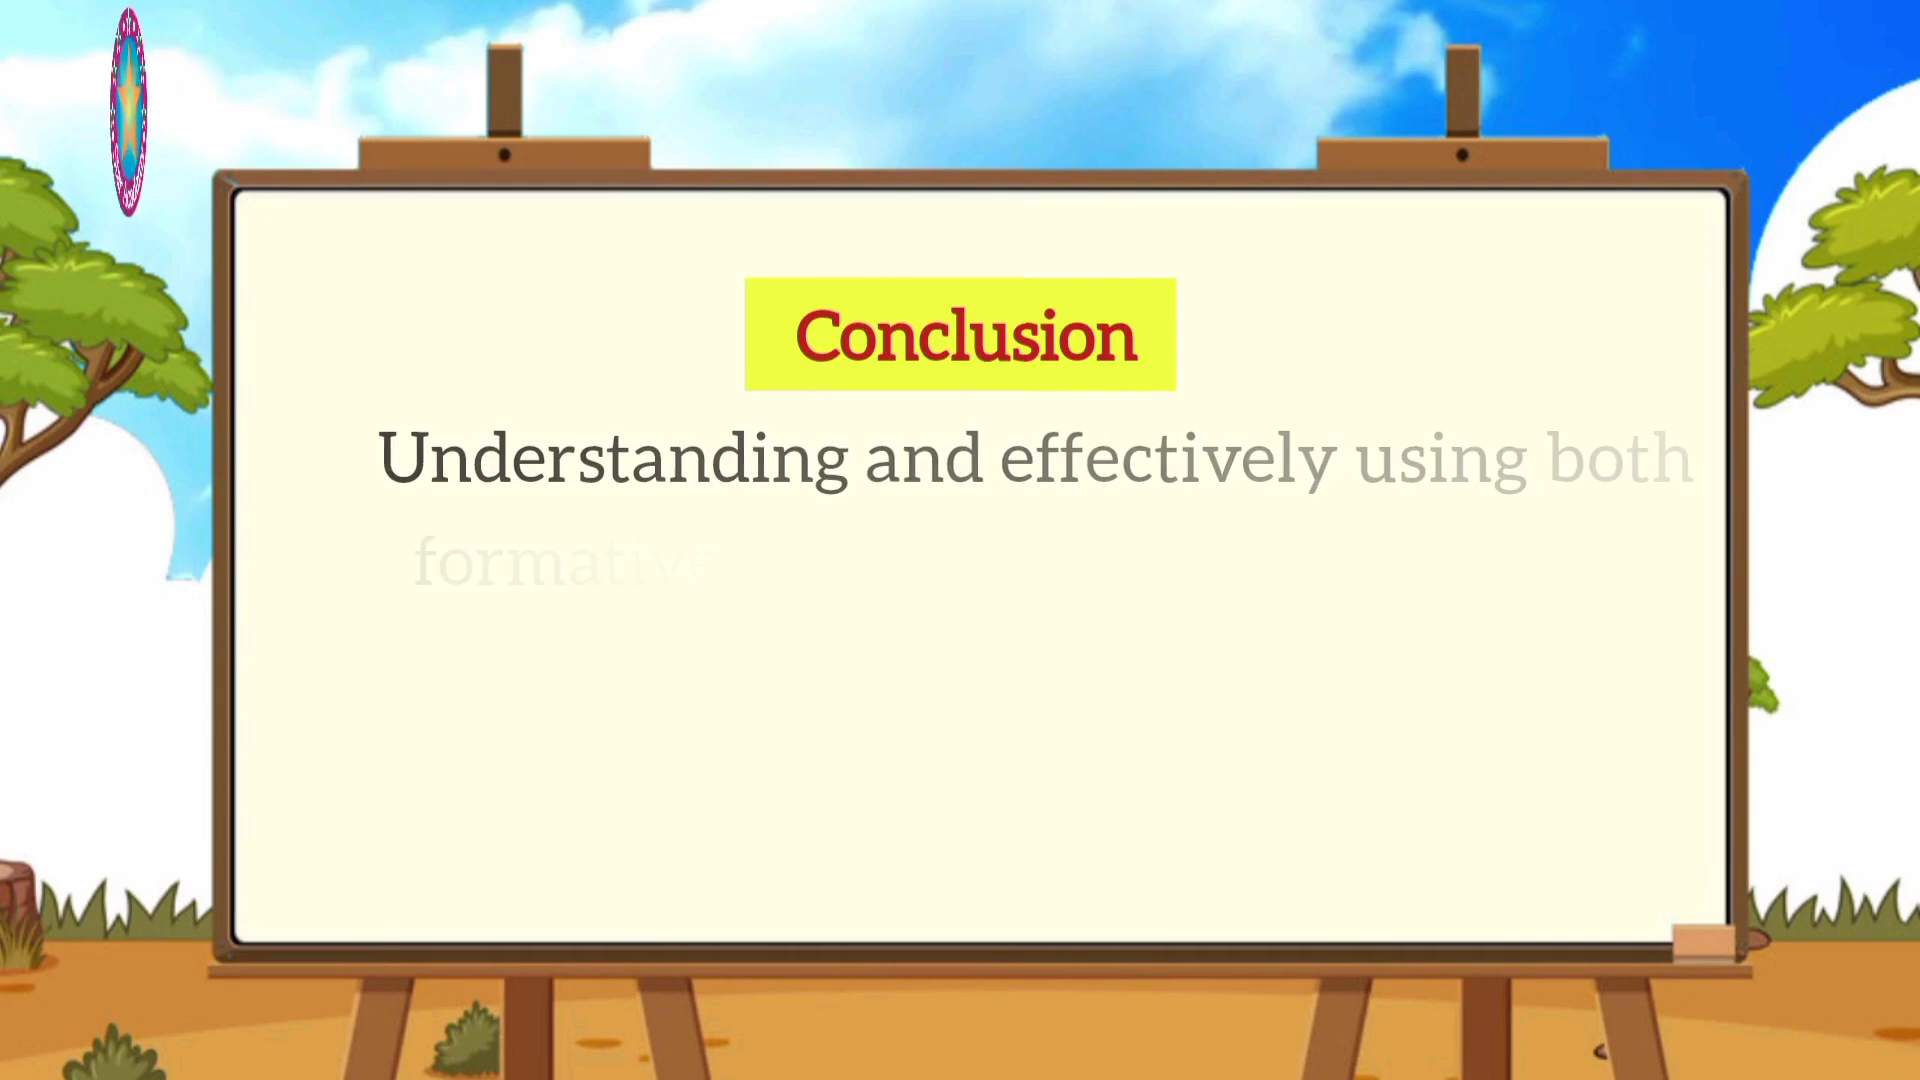 Conclusion
Understanding and effectively using both
formative